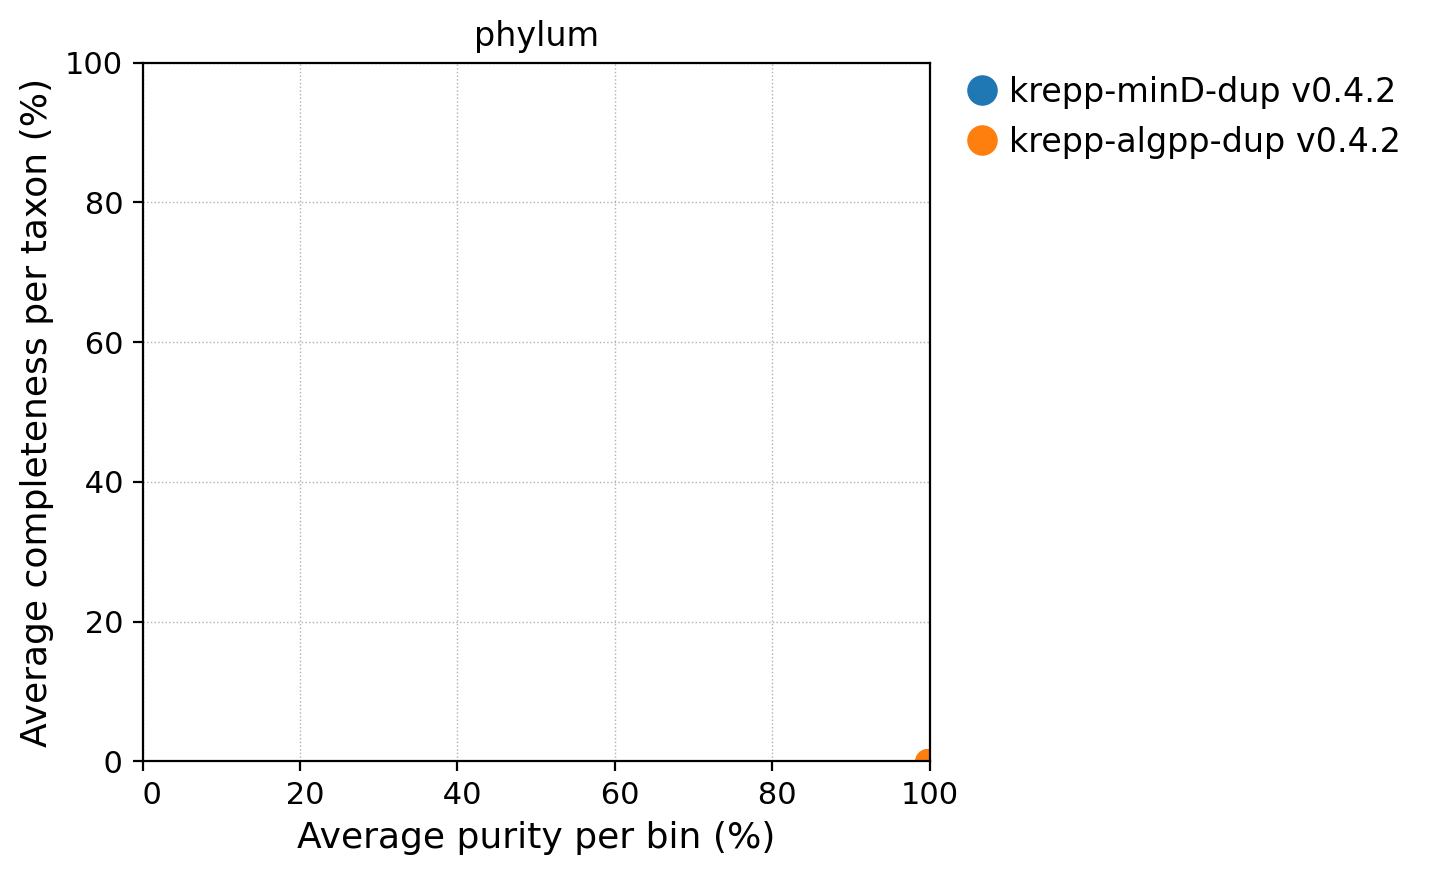 phylum
krepp-minD-dup v0.4.2
krepp-algpp-dup v0.4.2
Average completeness per taxon (%)
100
80
60
40
20
0
0 20 40 60 80 100
Average purity per bin (%)